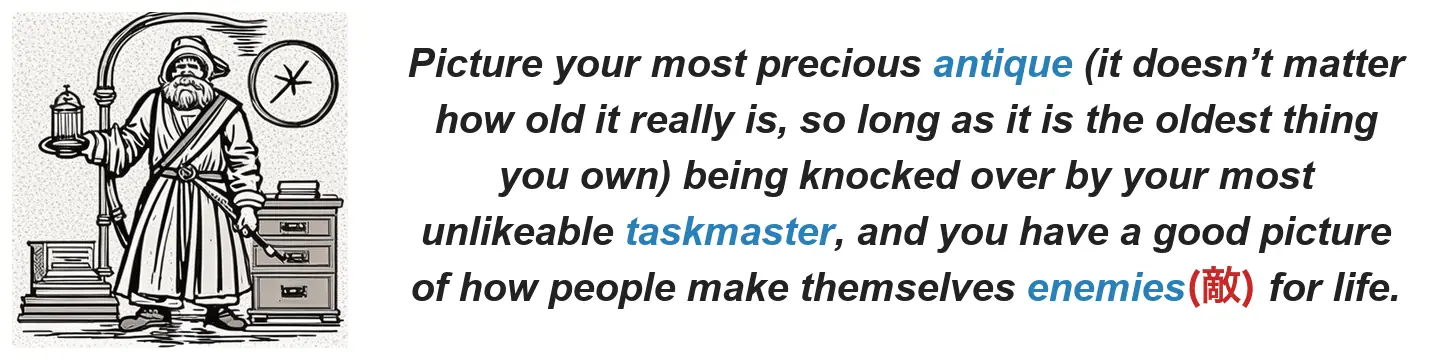 Picture your most precious antique (it doesn’t matter
how old it really is, so long as it is the oldest thing
you own) being knocked over by your most
unlikeable taskmaster, and you have a good picture
of how people make themselves enemies(敵) for life.